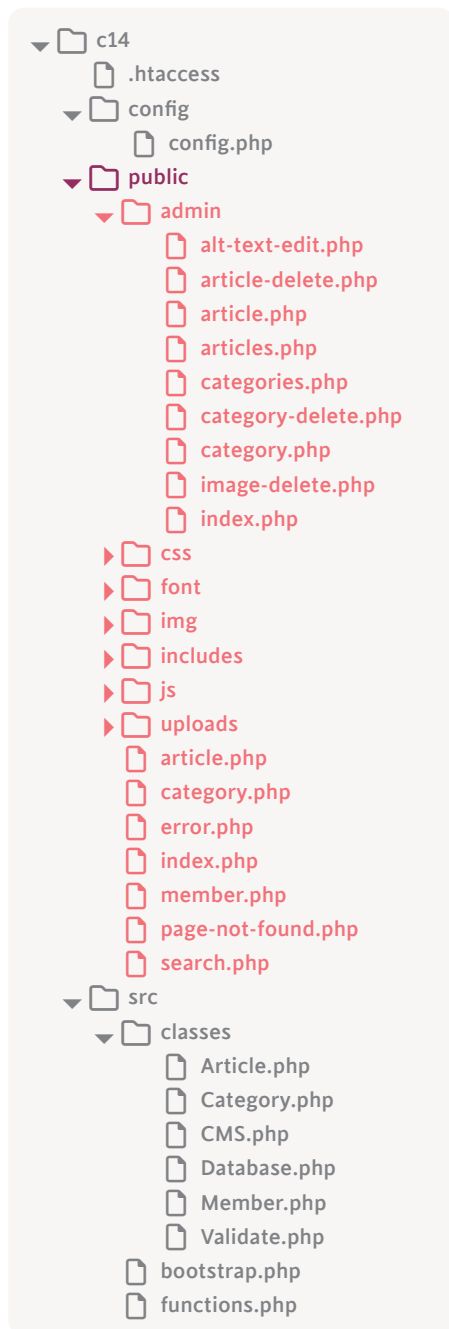 c14
.htaccess
config
config.php
public
admin
alt-text-edit.php
article-delete.php
article.php
articles.php
categories.php
category-delete.php
category.php
image-delete.php
index.php
css
font
img
includes
js
uploads
article.php
category.php
error.php
index.php
member.php
page-not-found.php
search.php
src
classes
Article.php
Category.php
CMS.php
Database.php
Member.php
Validate.php
bootstrap.php
functions.php